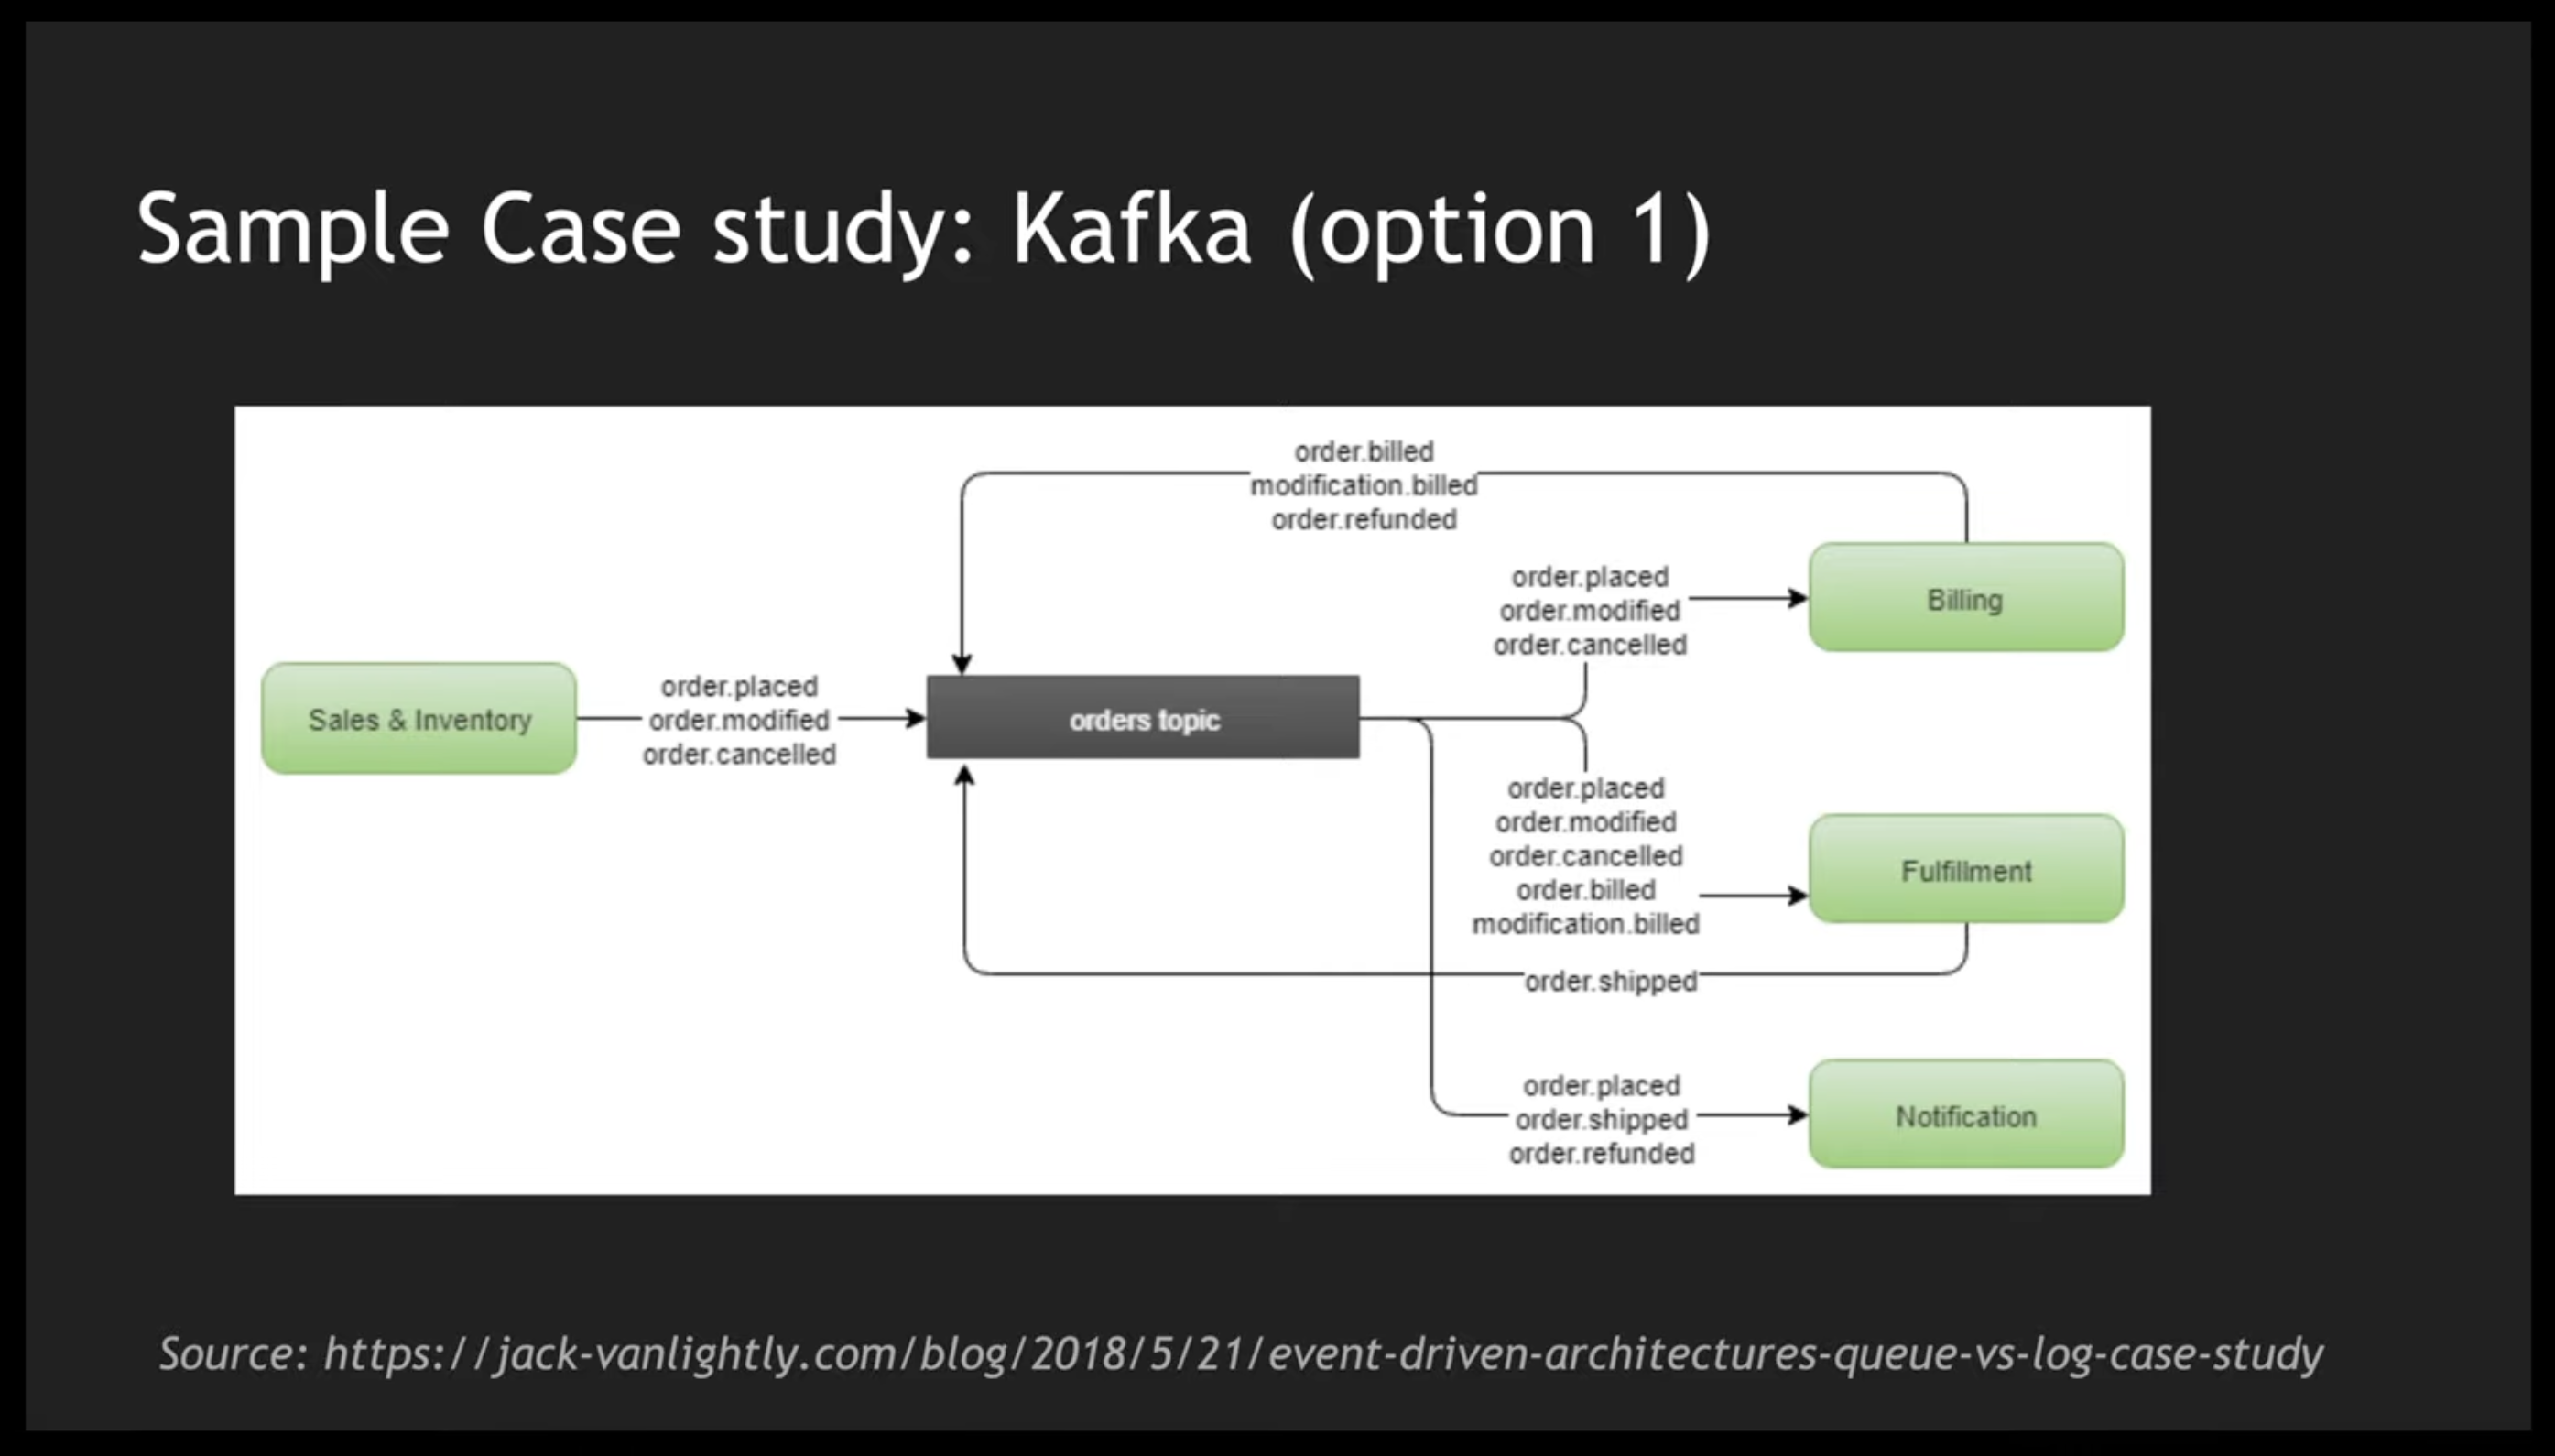 Sample Case study: Kafka (option 1)
order.billed
modification.billed
order.refunded
order.placed
order.modified
order.cancelled
Billing
Sales & Inventory
order.placed
order.modified
order.cancelled
orders topic
order.placed
order.modified
order.cancelled
order.billed
modification.billed
Fulfillment
order.shipped
order.placed
order.shipped
order.refunded
Notification
Source: https://jack-vanlightly.com/blog/2018/5/21/event-driven-architectures-queue-vs-log-case-study